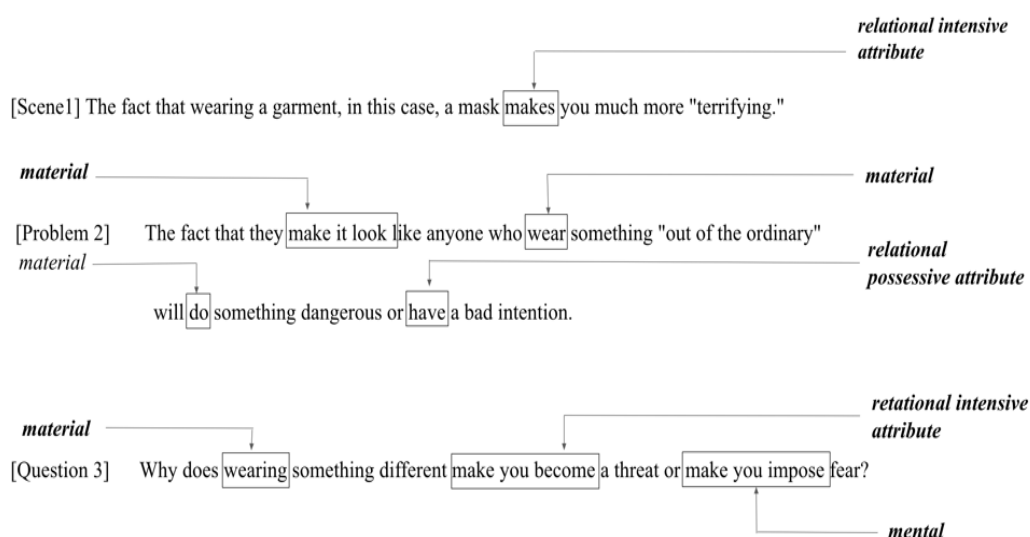 relational intensive
attribute
[Scene1] The fact that wearing a garment, in this case, a mask makes you much more "terrifying."
material
material
[Problem 2] The fact that they make it look like anyone who wear something "out of the ordinary"
material
relational
possessive attribute
will do something dangerous or have a bad intention.
retational intensive
attribute
material
[Question 3] Why does wearing something different make you become a threat or make you impose fear?
mental